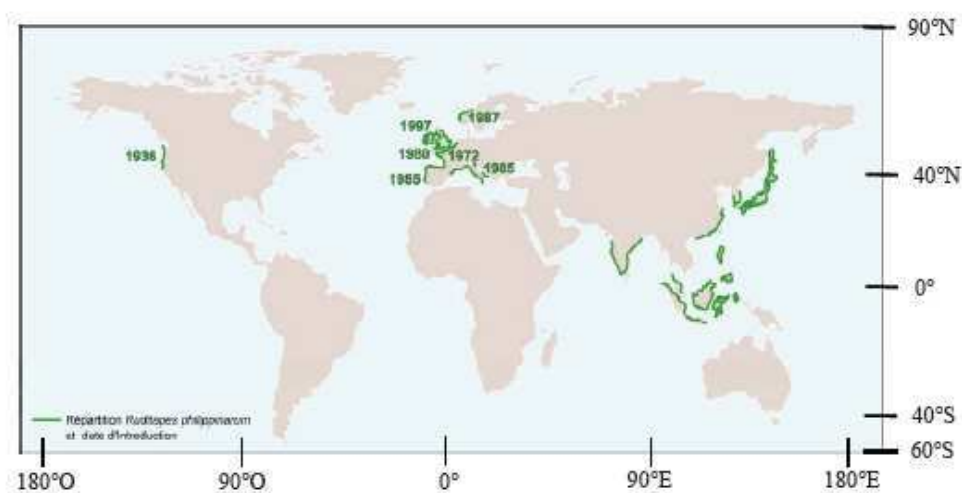 90°N
1997
1987
1936
1980
1972
1985
1955
40°N
0°
Répartition Ruditapes philippinarum
et date d'Introduction
40°S
60°S
180°O
90°O
0°
90°E
180°E